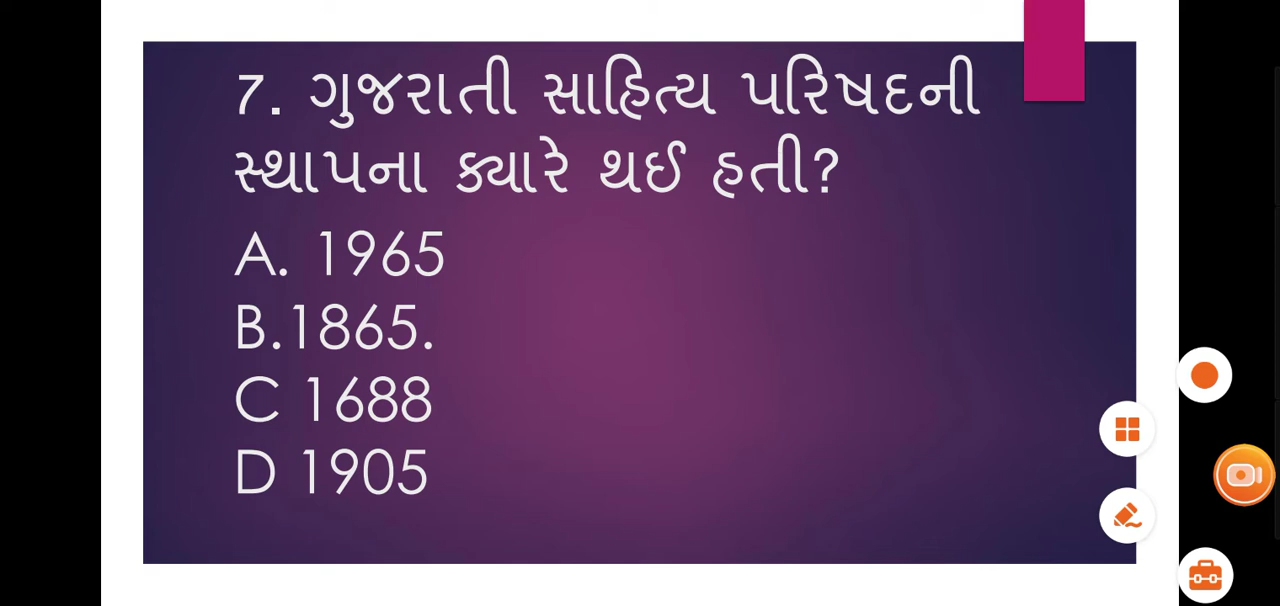 7. ગુજરાતી સાહિત્ય પરિષદની
સ્થાપના ક્યારે થઈ હતી?
A. 1965
B.1865.
C 1688
D 1905